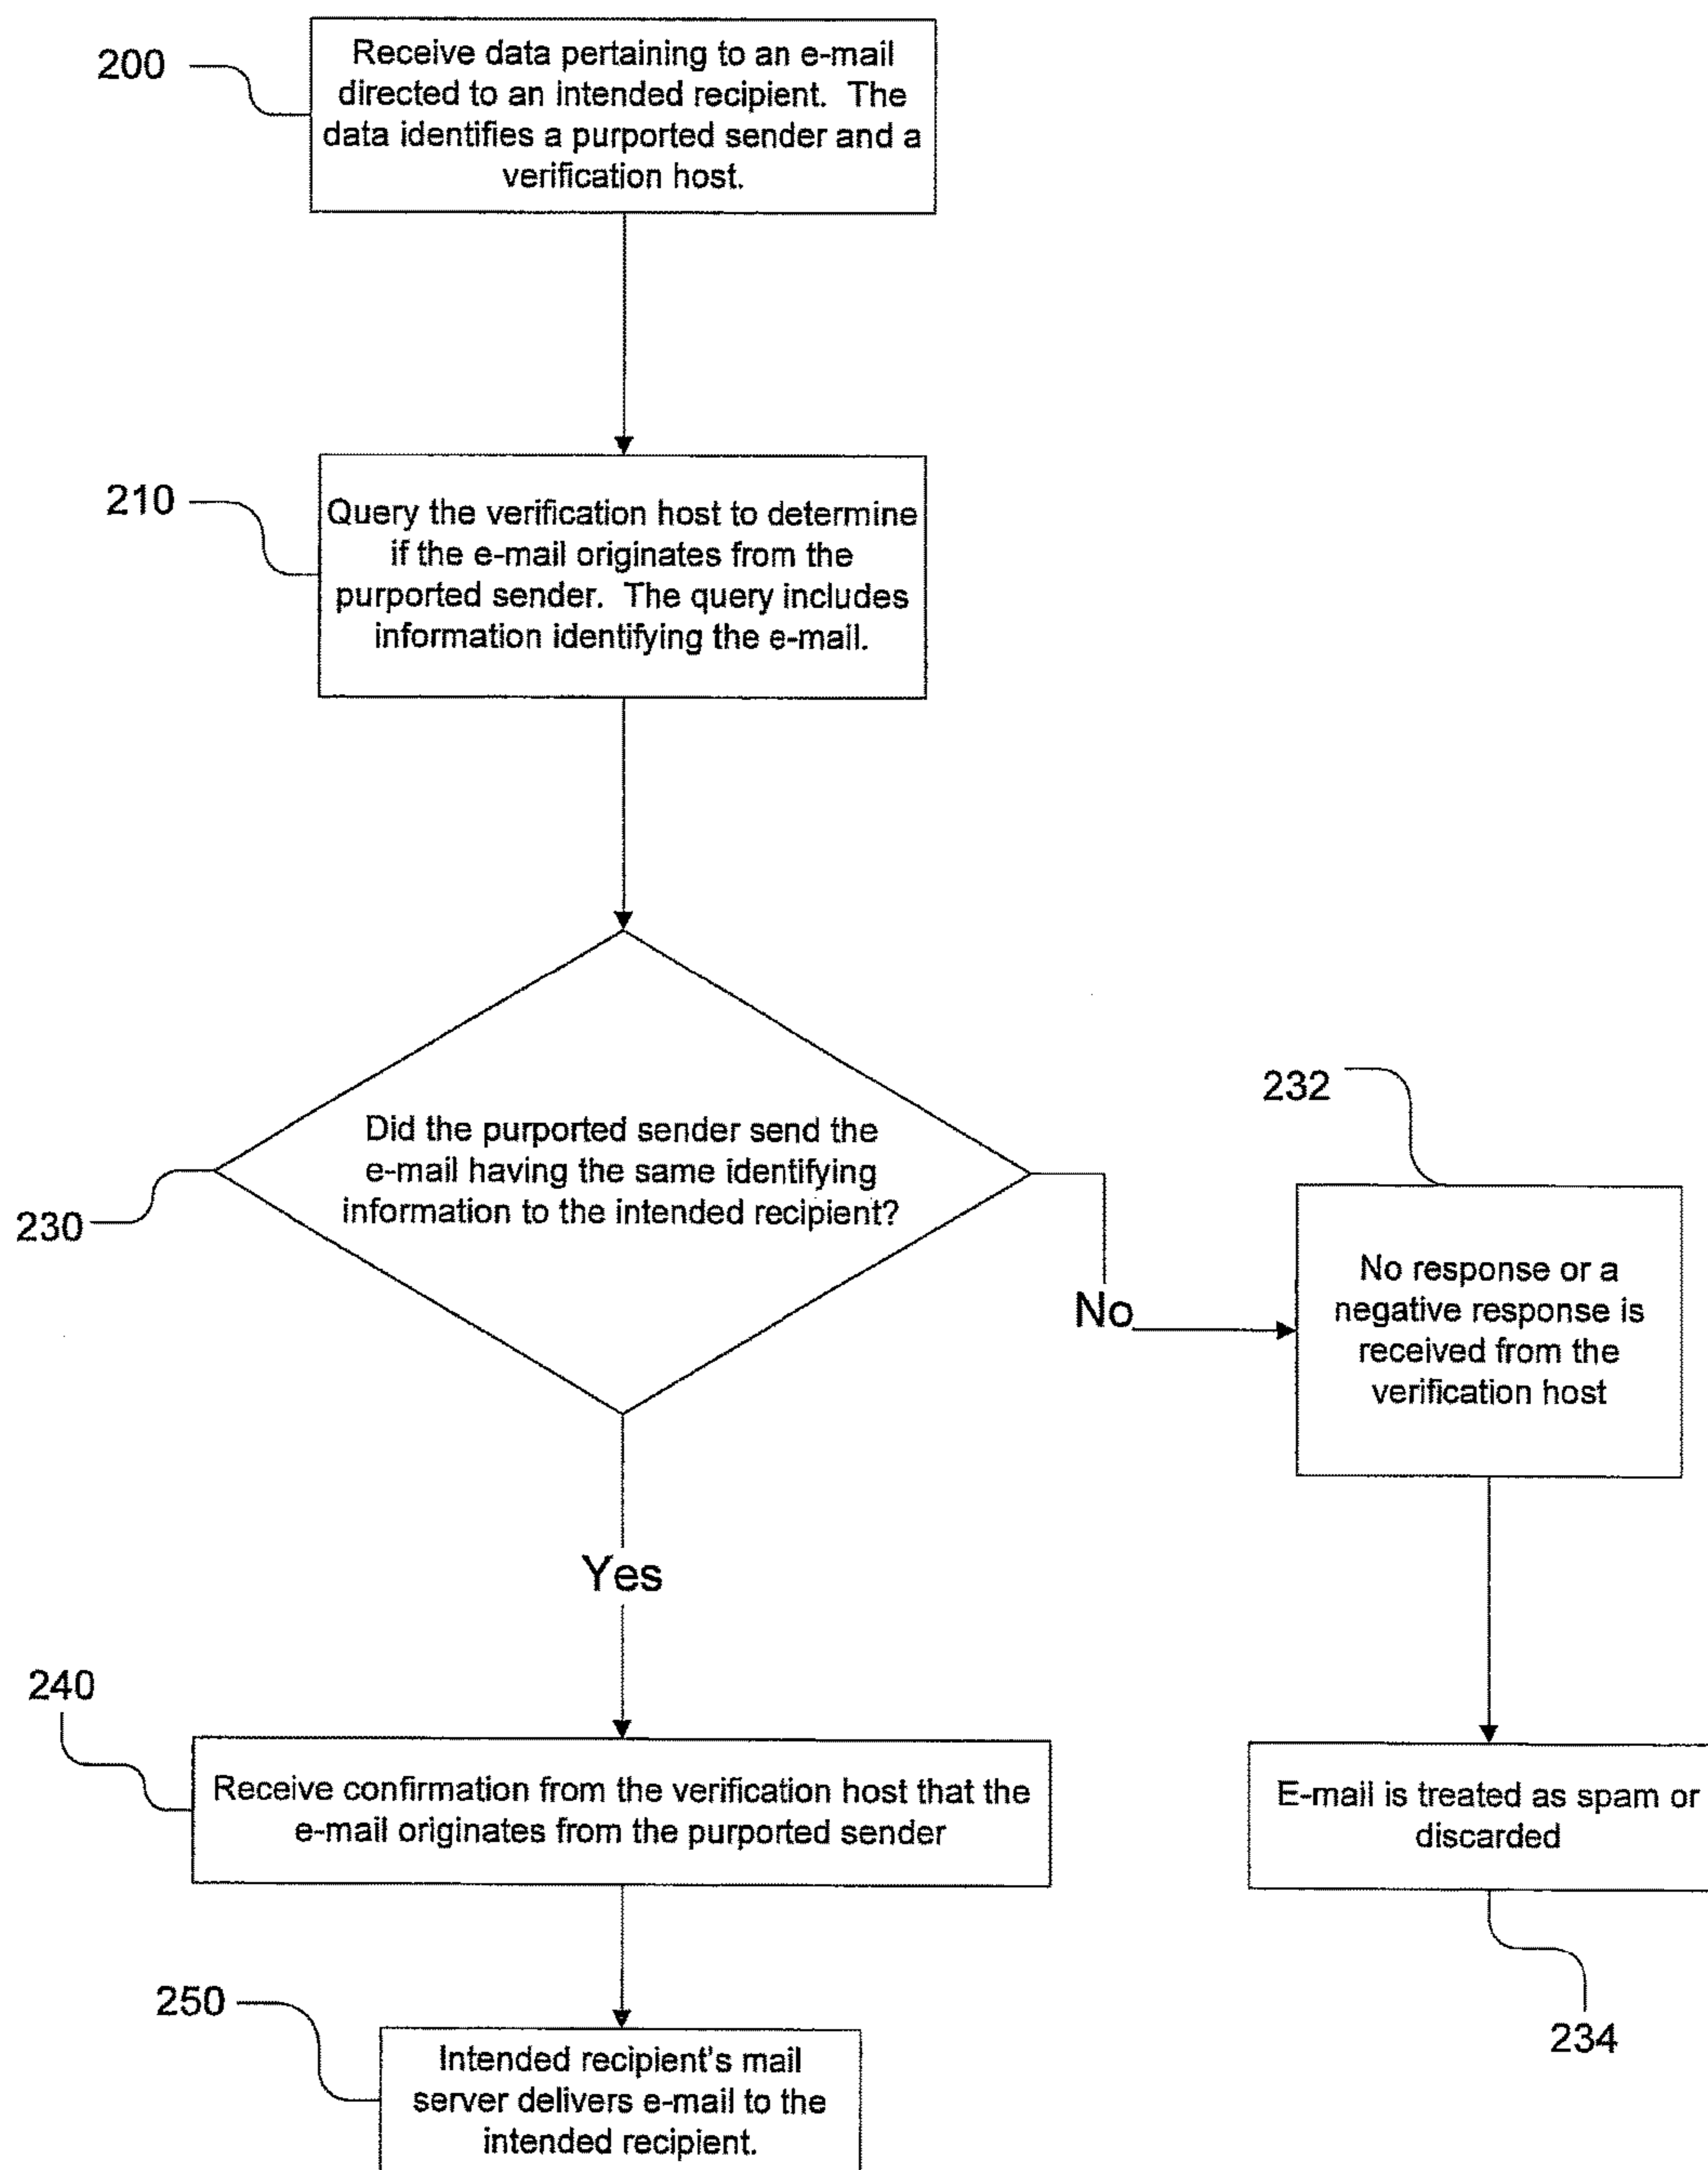 200
Receive data pertaining to an e-mail
directed to an intended recipient. The
data identifies a purported sender and a
verification host.
210
Query the verification host to determine
if the e-mail originates from the
purported sender. The query includes
information identifying the e-mail.
230
Did the purported sender send the
e-mail having the same identifying
information to the intended recipient?
No
232
No response or a
negative response is
received from the
verification host
Yes
240
Receive confirmation from the verification host that the
e-mail originates from the purported sender
E-mail is treated as spam or
discarded
234
250
Intended recipient's mail
server delivers e-mail to the
intended recipient.